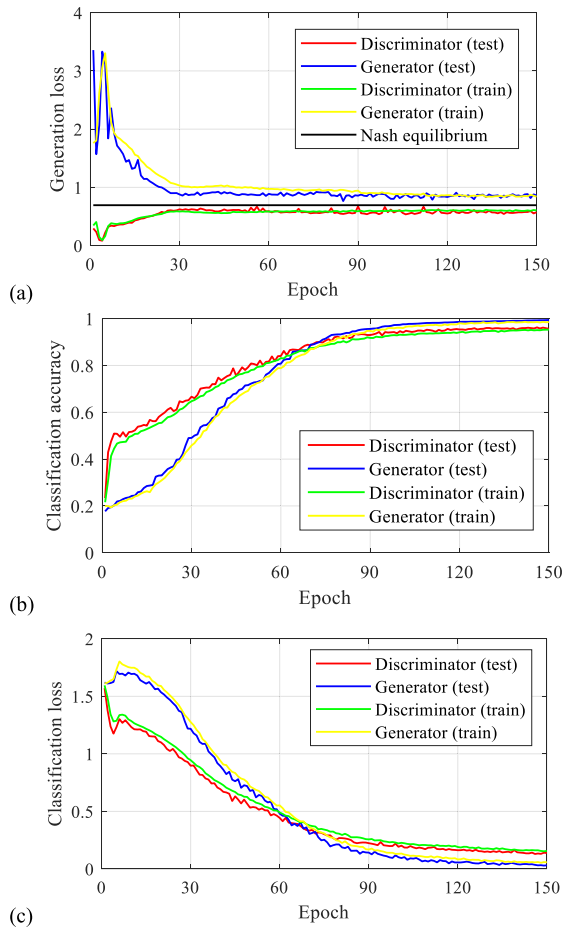 4
3
2
1
0
Generation loss
Discriminator (test)
Generator (test)
Discriminator (train)
Generator (train)
Nash equilibrium
0 30 60 90 120 150
Epoch
(a)
1
0.8
0.6
0.4
0.2
0
Classification accuracy
Discriminator (test)
Generator (test)
Discriminator (train)
Generator (train)
0 30 60 90 120 150
Epoch
(b)
2
1.5
1
0.5
0
Classification loss
Discriminator (test)
Generator (test)
Discriminator (train)
Generator (train)
0 30 60 90 120 150
Epoch
(c)